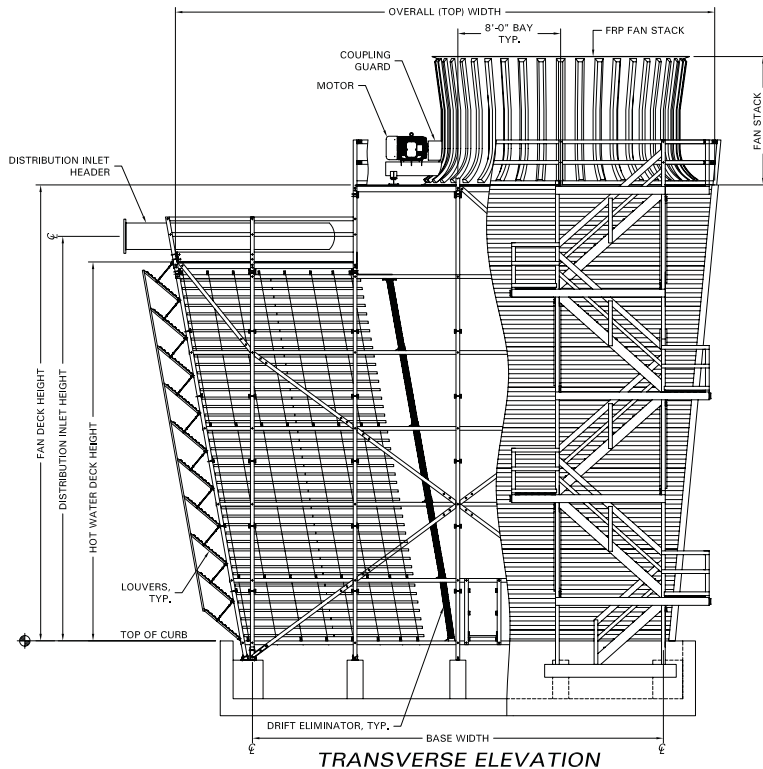 OVERALL (TOP) WIDTH
8'-0" BAY
TYP.
FRP FAN STACK
COUPLING
GUARD
MOTOR
FAN STACK
DISTRIBUTION INLET
HEADER
℄
FAN DECK HEIGHT
DISTRIBUTION INLET HEIGHT
HOT WATER DECK HEIGHT
LOUVERS,
TYP.
TOP OF CURB
DRIFT ELIMINATOR, TYP.
BASE WIDTH
℄
℄
TRANSVERSE ELEVATION